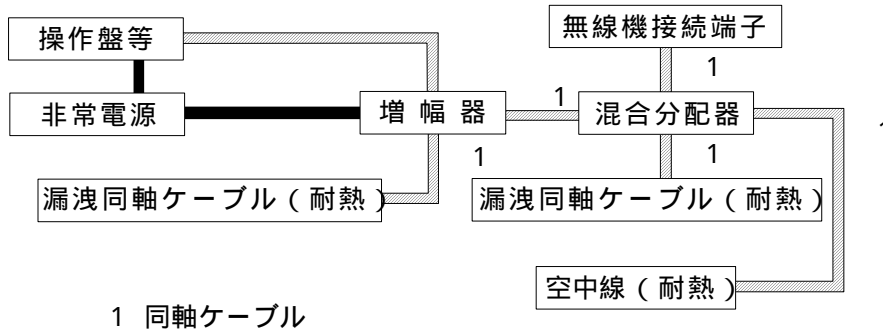 操作盤等
無線機接続端子
1
非常電源
増幅器
1
混合分配器
1
1
漏洩同軸ケーブル（耐熱）
漏洩同軸ケーブル（耐熱）
空中線（耐熱）
1 同軸ケーブル